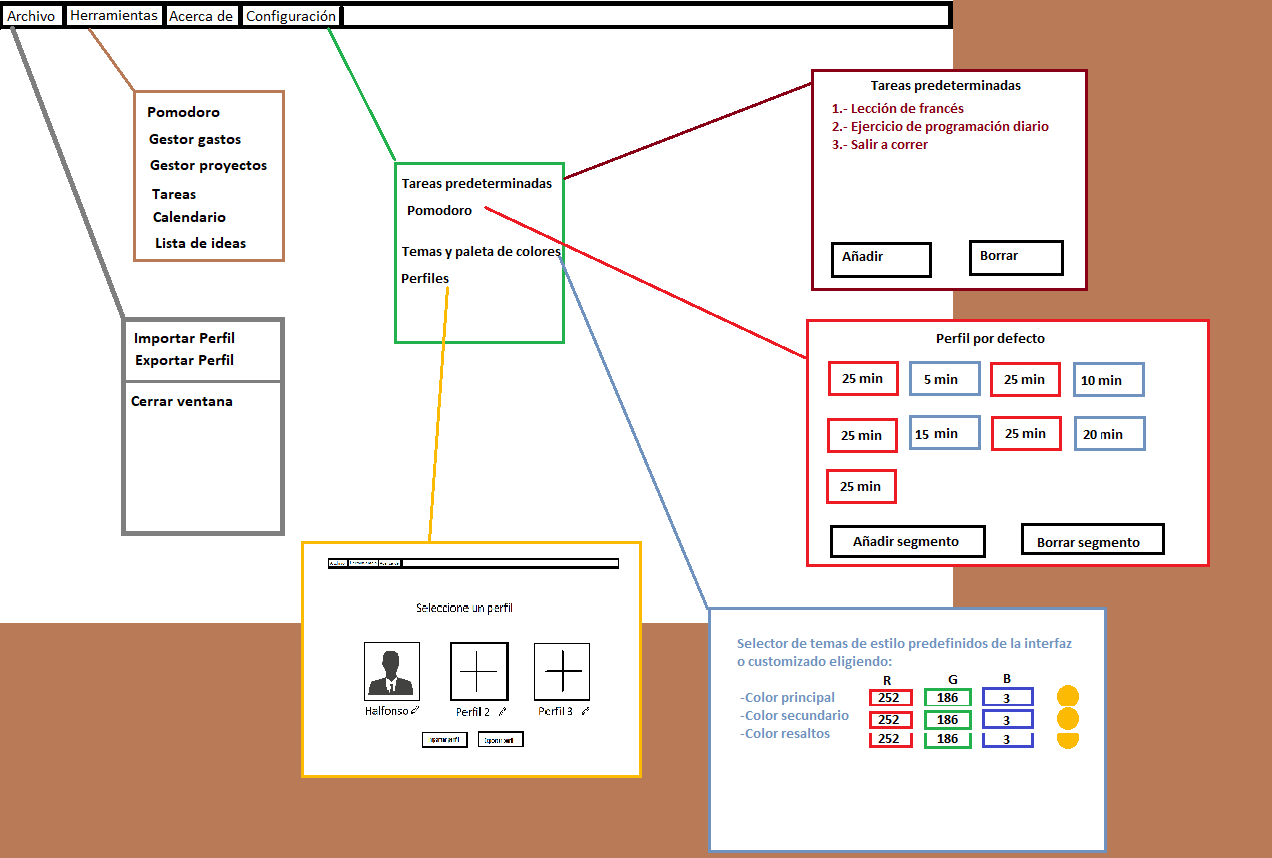 Archivo
Herramientas
Acerca de
Configuración
Pomodoro
Gestor gastos
Gestor proyectos
Tareas
Calendario
Lista de ideas
Importar Perfil
Exportar Perfil
Cerrar ventana
Tareas predeterminadas
Pomodoro
Temas y paleta de colores
Perfiles
Tareas predeterminadas
1.- Lección de francés
2.- Ejercicio de programación diario
3.- Salir a correr
Añadir
Borrar
Perfil por defecto
25 min
5 min
25 min
10 min
25 min
15 min
25 min
20 min
25 min
Añadir segmento
Borrar segmento
Archivo
Seleccione un perfil
Halfonso
Perfil 2
Perfil 3
Selector de temas de estilo predefinidos de la interfaz
o customizado eligiendo:
R G B
-Color principal 252 186 3
-Color secundario 252 186 3
-Color resaltos 252 186 3